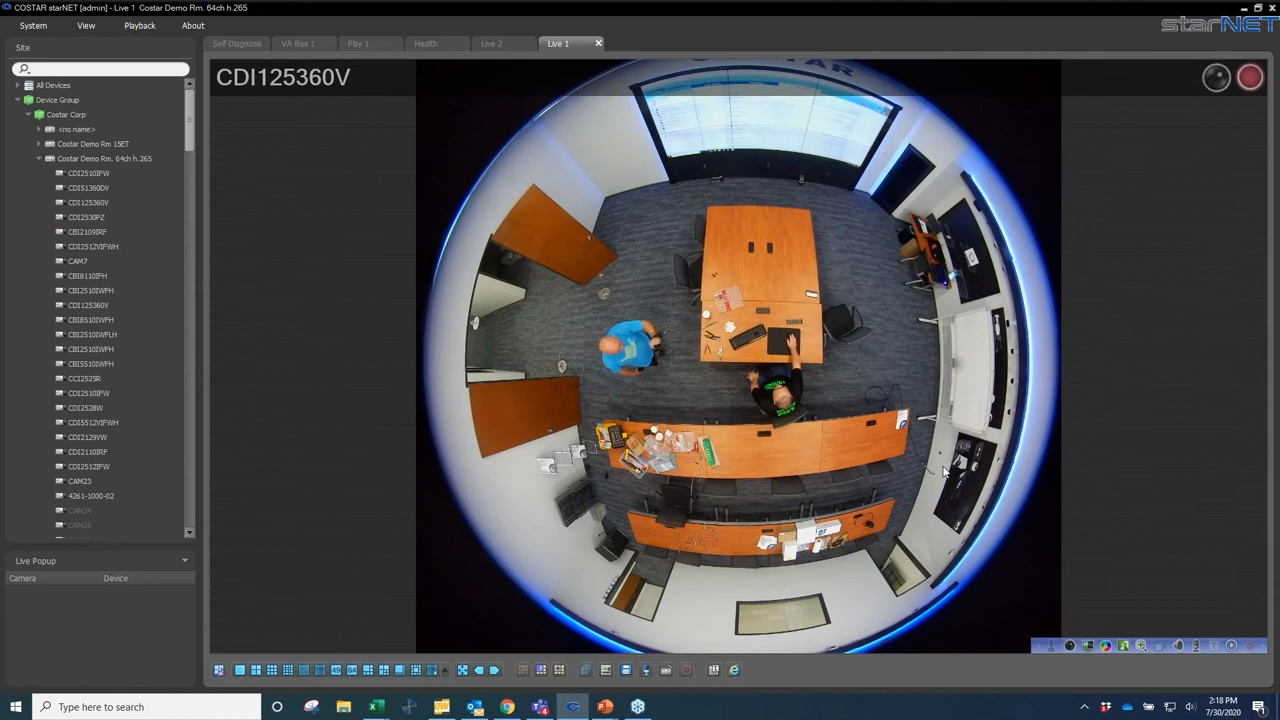 COSTAR starNET [admin] - Live 1 Costar Demo Rm. 64ch h.265
System View Playback About
starNET
Site
Self-Diagnosis VA Box 1 Play 1 Health Live 2 Live 1
CDI125360V
All Devices
Device Group
Costar Corp
<no name>
Costar Demo Rm 15ET
Costar Demo Rm. 64ch h.265
CDI2510IFW
CDI51360DV
CDI125360V
CDI2530PZ
CBI2109IRF
CDI2512VIFWH
CAM7
CBI8110IFH
CBI2510IWFH
CDI125360V
CBI8510IWFH
CBI2510IWFLH
CBI2510IWFH
CBI5510IWFH
CCI2525R
CDI2510IFW
CDI2528W
CDI5512VIFWH
CDI2129VW
CDI2110IRF
CDI2512IFW
CAM23
4261-1000-02
CAM24
CAM25
Live Popup
Camera Device
Type here to search
2:18 PM
7/30/2020